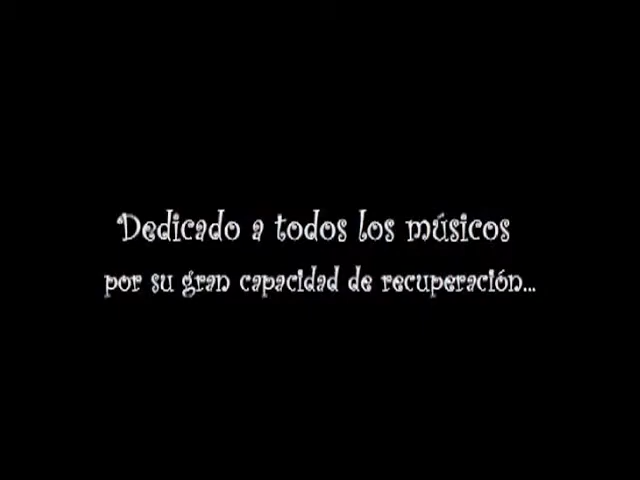 Dedicado a todos los músicos
por su gran capacidad de recuperación...